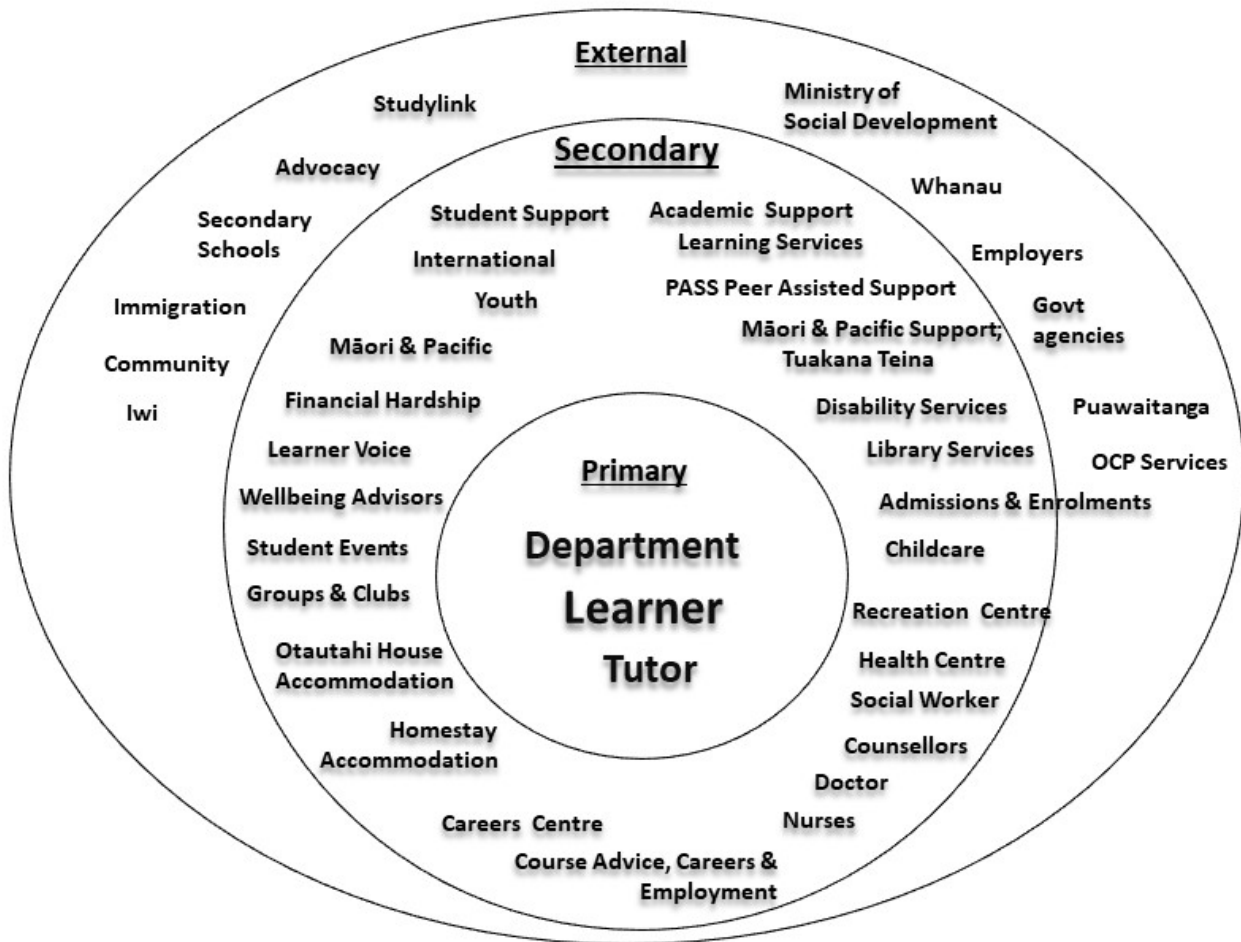 External
Studylink
Advocacy
Secondary
Schools
Immigration
Community
Iwi
Ministry of
Social Development
Whanau
Employers
Govt
agencies
Puawaitanga
OCP Services
Secondary
Student Support
International
Youth
Māori & Pacific
Financial Hardship
Learner Voice
Wellbeing Advisors
Student Events
Groups & Clubs
Otautahi House
Accommodation
Homestay
Accommodation
Careers Centre
Course Advice, Careers &
Employment
Academic Support
Learning Services
PASS Peer Assisted Support
Māori & Pacific Support;
Tuakana Teina
Disability Services
Library Services
Admissions & Enrolments
Childcare
Recreation Centre
Health Centre
Social Worker
Counsellors
Doctor
Nurses
Primary
Department
Learner
Tutor